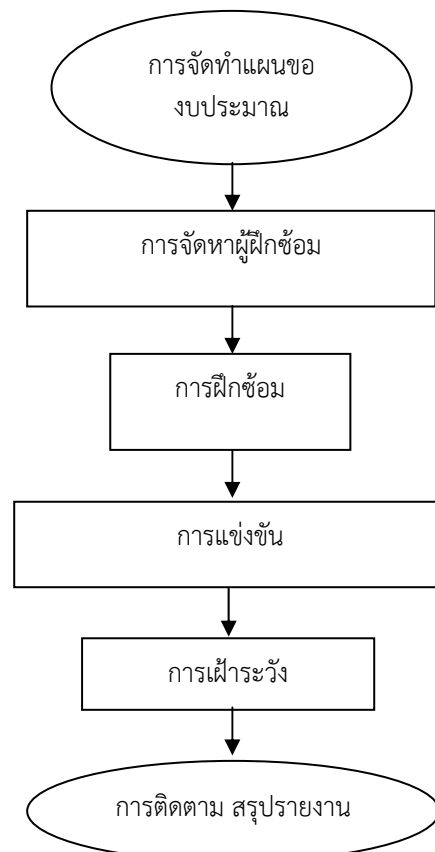 การจัดทำแผนขอ
งบประมาณ
การจัดหาผู้ฝึกซ้อม
การฝึกซ้อม
การแข่งขัน
การเฝ้าระวัง
การติดตาม สรุปรายงาน